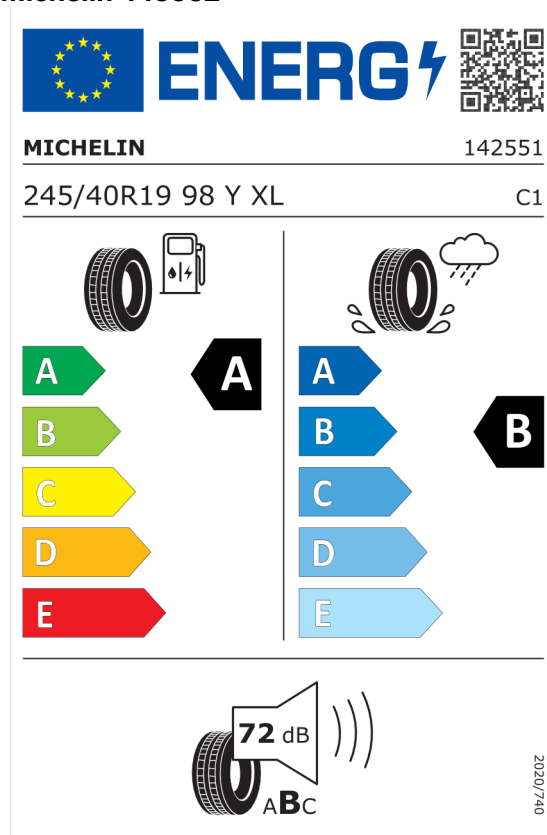 ENERG
MICHELIN 142551
245/40R19 98 Y XL C1
A A A
B B B
C C
D D
E E
72 dB
ABC
2020/740